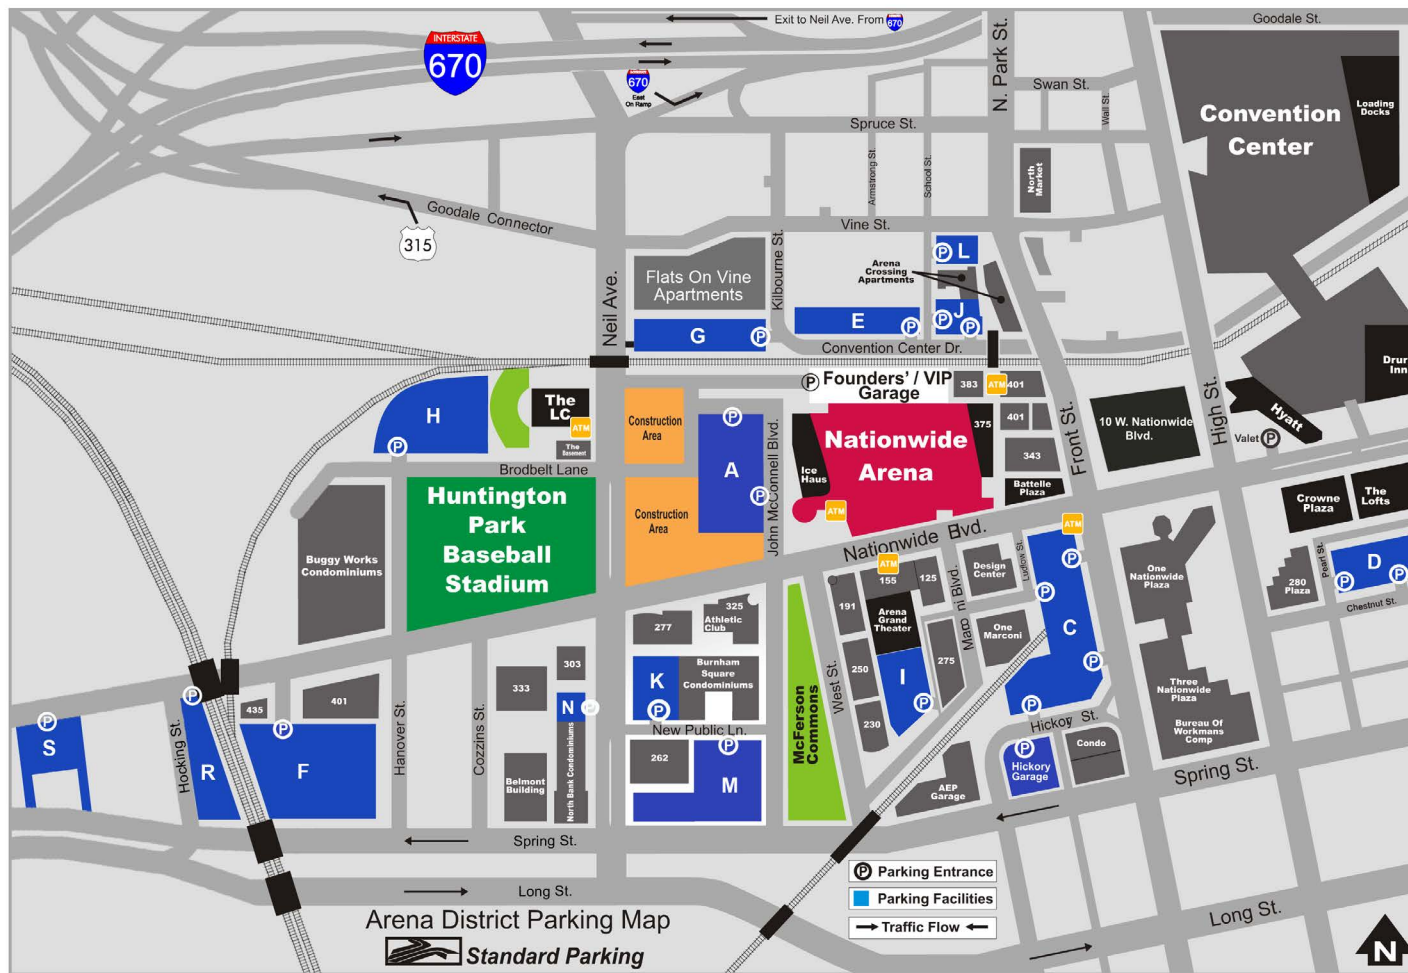 Exit to Neil Ave. From
670
Goodale St.
INTERSTATE
670
670
East
On Ramp
N. Park St.
Swan St.
Wall St.
Convention
Center
Loading
Docks
Spruce St.
Armstrong St.
School St.
North
Market
Goodale Connector
315
Vine St.
Kilbourne St.
Neil Ave.
Flats On Vine
Apartments
Arena
Crossing
Apartments
P L
G P
E P
P J P
Convention Center Dr.
Drury
Inn
P Founders' / VIP
Garage
383
ATM
401
The
LC
ATM
The
Basement
H
P
Construction
Area
P
A
P
John McConnell Blvd.
Ice
Haus
Nationwide
Arena
375
401
343
Battelle
Plaza
Front St.
10 W. Nationwide
Blvd.
High St.
Hyatt
Valet P
Brodbelt Lane
Huntington
Park
Baseball
Stadium
Construction
Area
ATM
Nationwide Blvd.
ATM
Crowne
Plaza
The
Lofts
Buggy Works
Condominiums
ATM
155
125
Design
Center
Ludlow St.
P
P
C
P
P
One
Nationwide
Plaza
280
Plaza
Pearl St.
P D P
Chestnut St.
277
325
Athletic
Club
191
Arena
Grand
Theater
Marconi Blvd.
One
Marconi
303
333
K
P
Burnham
Square
Condominiums
McFerson
Commons
West St.
250
I
P
275
230
Three
Nationwide
Plaza
Bureau Of
Workmans
Comp
P
S
P
R
Hocking St.
435
401
P
F
Hanover St.
Cozzins St.
N P
New Public Ln.
P
262
M
Hickory St.
P
Hickory
Garage
Condo
Spring St.
Belmont
Building
North Bank Condominiums
AEP
Garage
Spring St.
Long St.
Long St.
P Parking Entrance
Parking Facilities
Traffic Flow
Arena District Parking Map
Standard Parking
N